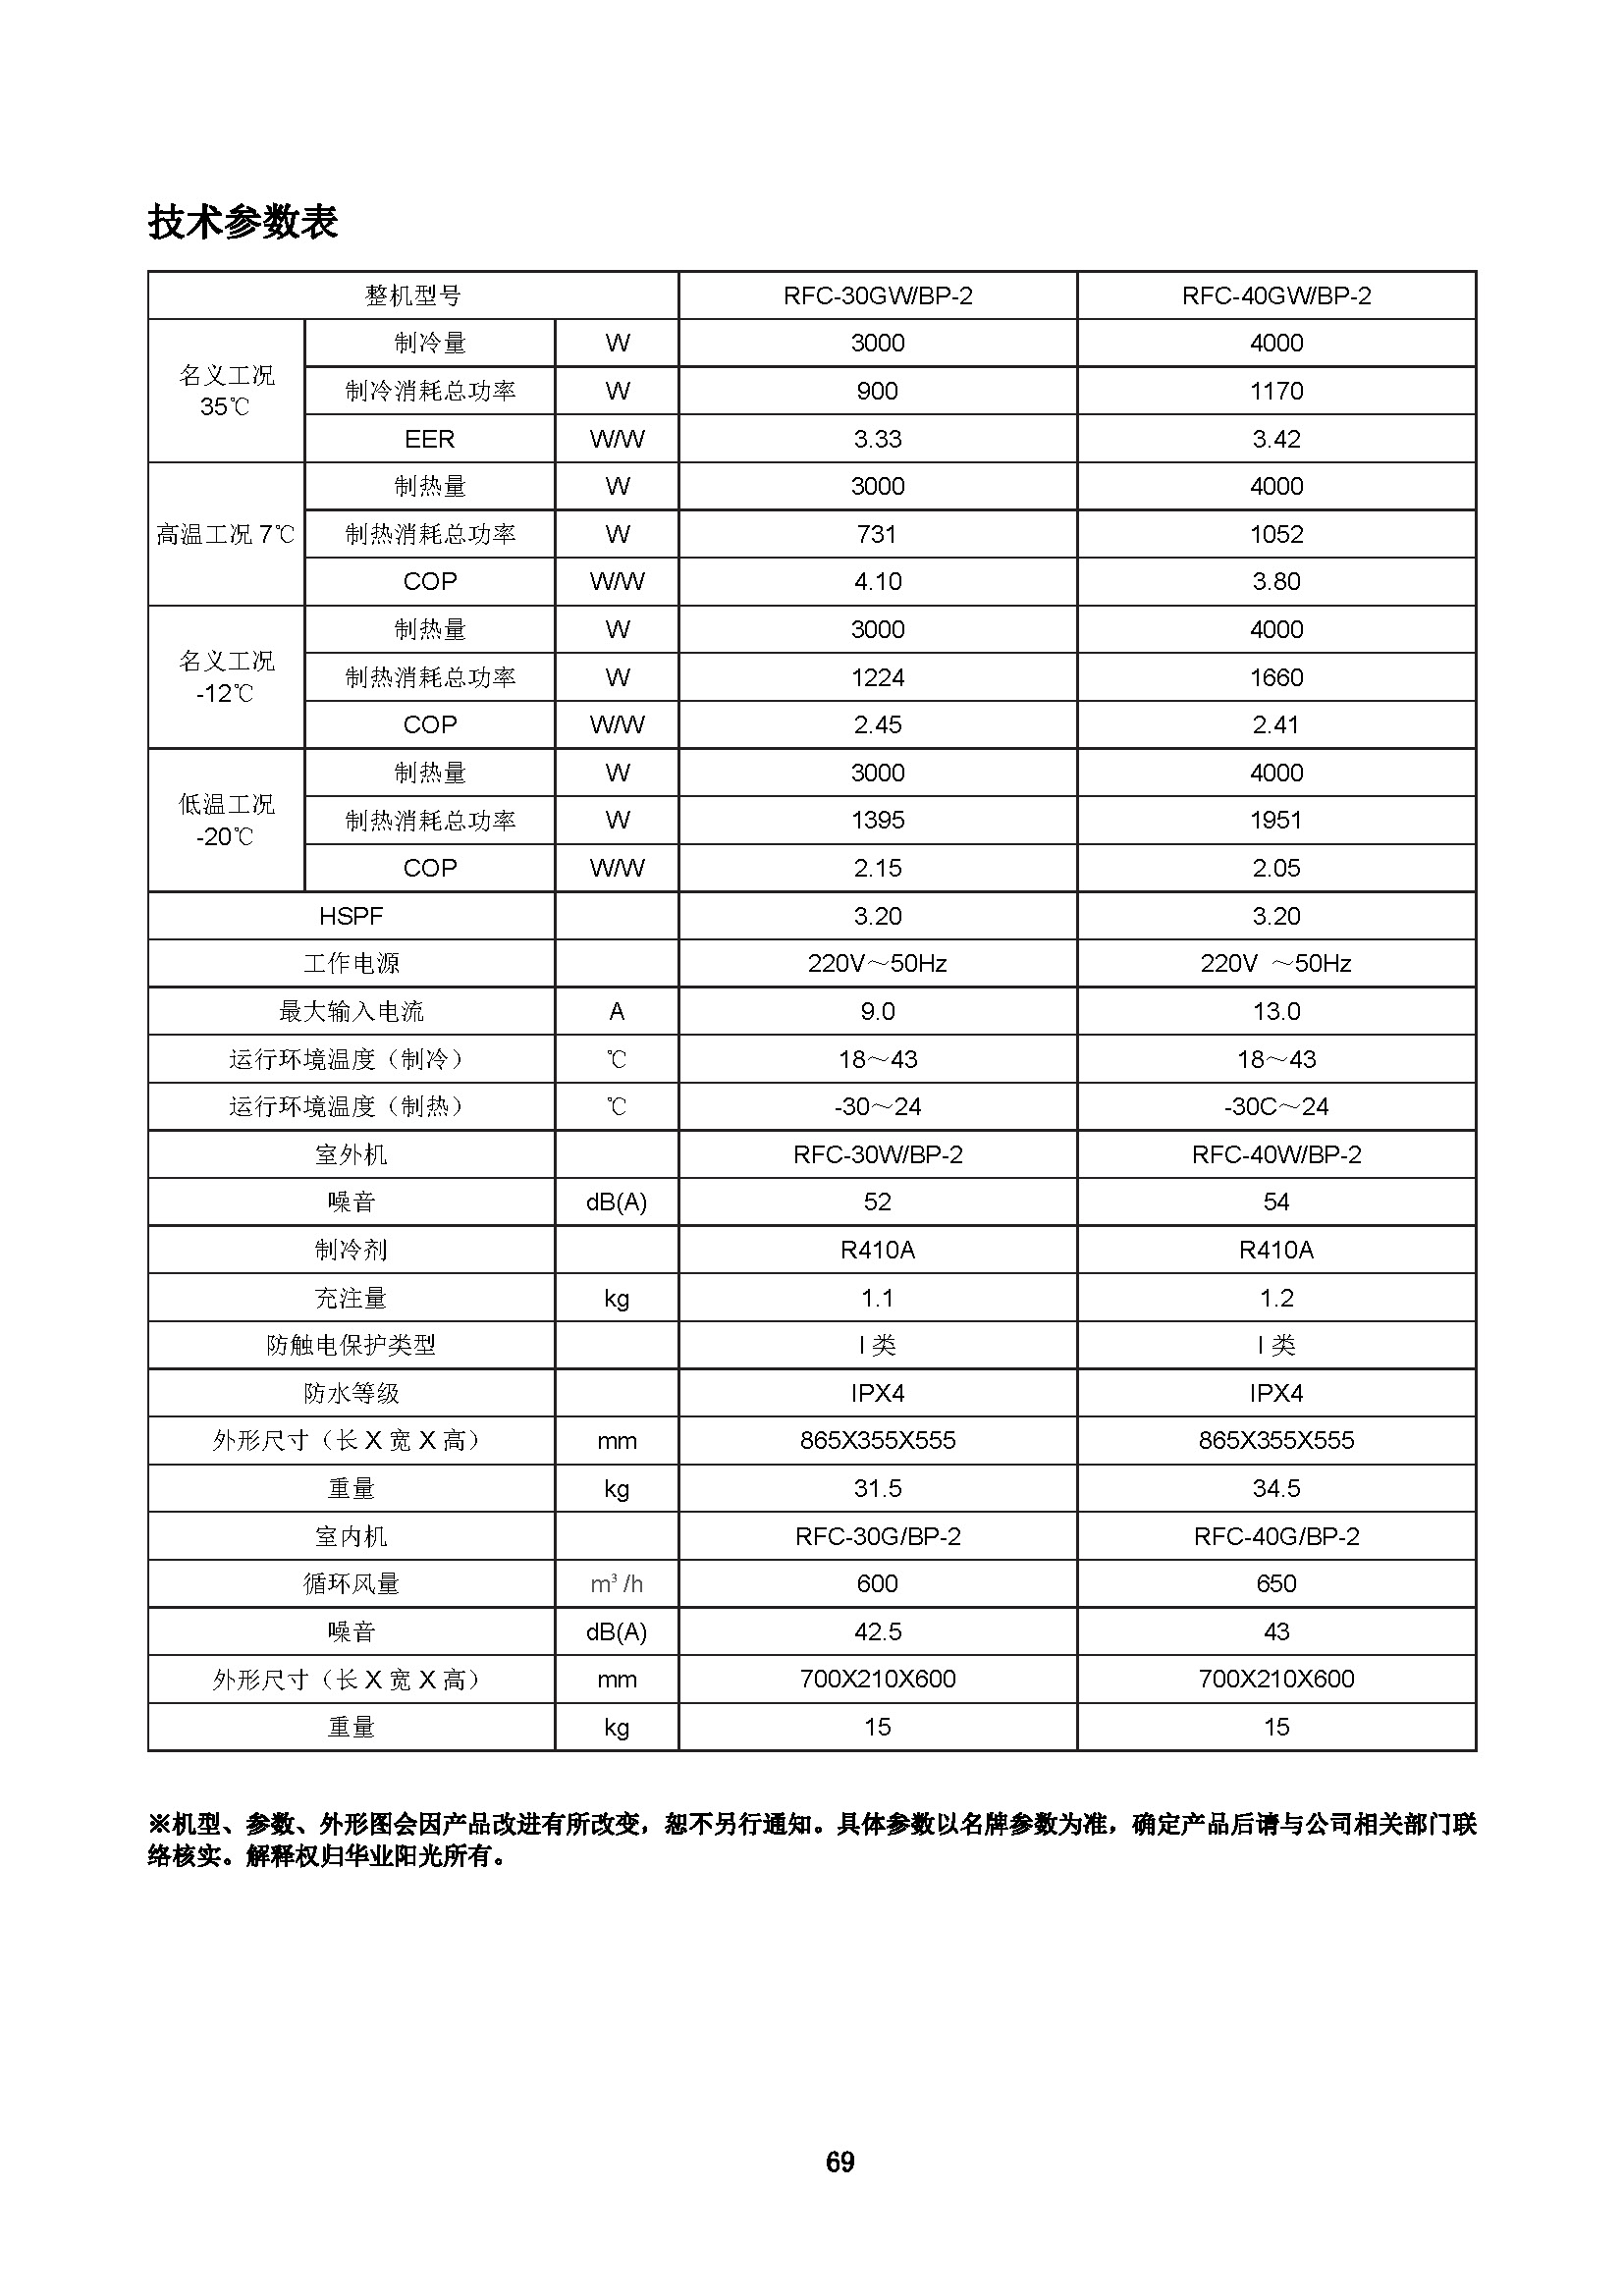 技术参数表
整机型号 RFC-30GW/BP-2 RFC-40GW/BP-2
名义工况 35℃ 制冷量 W 3000 4000
制冷消耗总功率 W 900 1170
EER W/W 3.33 3.42
高温工况 7℃ 制热量 W 3000 4000
制热消耗总功率 W 731 1052
COP W/W 4.10 3.80
名义工况 -12℃ 制热量 W 3000 4000
制热消耗总功率 W 1224 1660
COP W/W 2.45 2.41
低温工况 -20℃ 制热量 W 3000 4000
制热消耗总功率 W 1395 1951
COP W/W 2.15 2.05
HSPF 3.20 3.20
工作电源 220V～50Hz 220V ～50Hz
最大输入电流 A 9.0 13.0
运行环境温度（制冷） ℃ 18～43 18～43
运行环境温度（制热） ℃ -30～24 -30C～24
室外机 RFC-30W/BP-2 RFC-40W/BP-2
噪音 dB(A) 52 54
制冷剂 R410A R410A
充注量 kg 1.1 1.2
防触电保护类型 I 类 I 类
防水等级 IPX4 IPX4
外形尺寸（长 X 宽 X 高） mm 865X355X555 865X355X555
重量 kg 31.5 34.5
室内机 RFC-30G/BP-2 RFC-40G/BP-2
循环风量 m³/h 600 650
噪音 dB(A) 42.5 43
外形尺寸（长 X 宽 X 高） mm 700X210X600 700X210X600
重量 kg 15 15
※机型、参数、外形图会因产品改进有所改变，恕不另行通知。具体参数以名牌参数为准，确定产品后请与公司相关部门联
络核实。解释权归华业阳光所有。
69